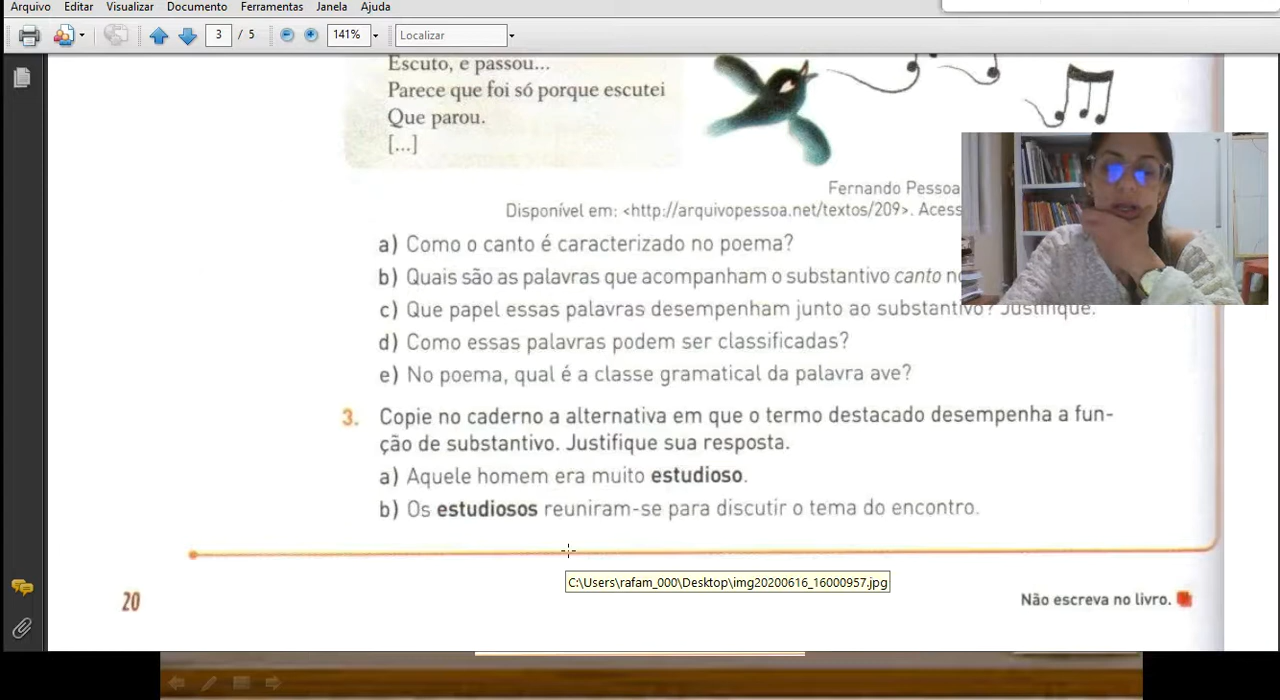 Arquivo Editar Visualizar Documento Ferramentas Janela Ajuda
3 / 5 141% Localizar
Escuto, e passou...
Parece que foi só porque escutei
Que parou.
[...]
Fernando Pessoa
Disponível em: <http://arquivopessoa.net/textos/209>. Acess
a) Como o canto é caracterizado no poema?
b) Quais são as palavras que acompanham o substantivo canto
c) Que papel essas palavras desempenham junto ao substantivo? Justifique.
d) Como essas palavras podem ser classificadas?
e) No poema, qual é a classe gramatical da palavra ave?
3. Copie no caderno a alternativa em que o termo destacado desempenha a fun-
ção de substantivo. Justifique sua resposta.
a) Aquele homem era muito estudioso.
b) Os estudiosos reuniram-se para discutir o tema do encontro.
C:\Users\rafam_000\Desktop\img20200616_16000957.jpg
20
Não escreva no livro.